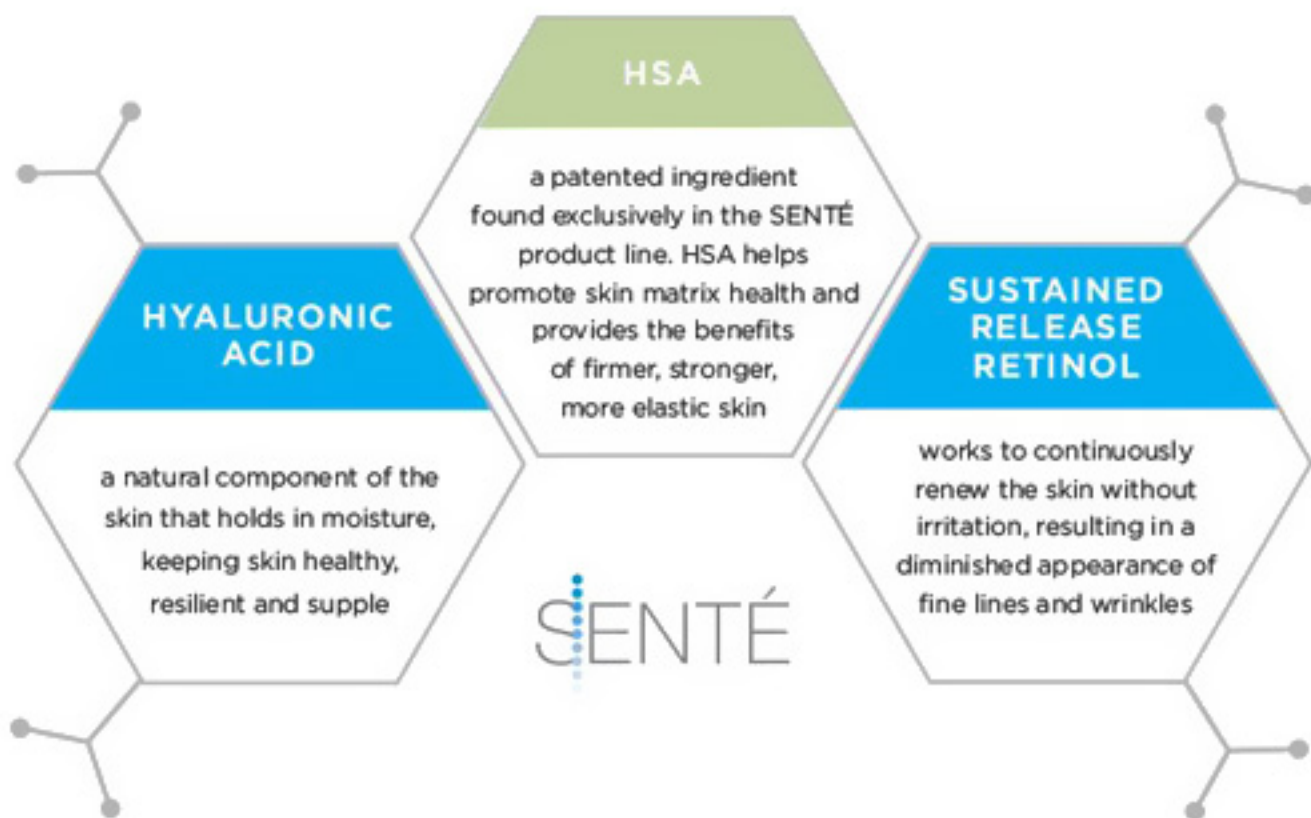 HSA
a patented ingredient
found exclusively in the SENTÉ
product line. HSA helps
promote skin matrix health and
provides the benefits
of firmer, stronger,
more elastic skin
HYALURONIC
ACID
a natural component of the
skin that holds in moisture,
keeping skin healthy,
resilient and supple
SUSTAINED
RELEASE
RETINOL
works to continuously
renew the skin without
irritation, resulting in a
diminished appearance of
fine lines and wrinkles
SENTÉ